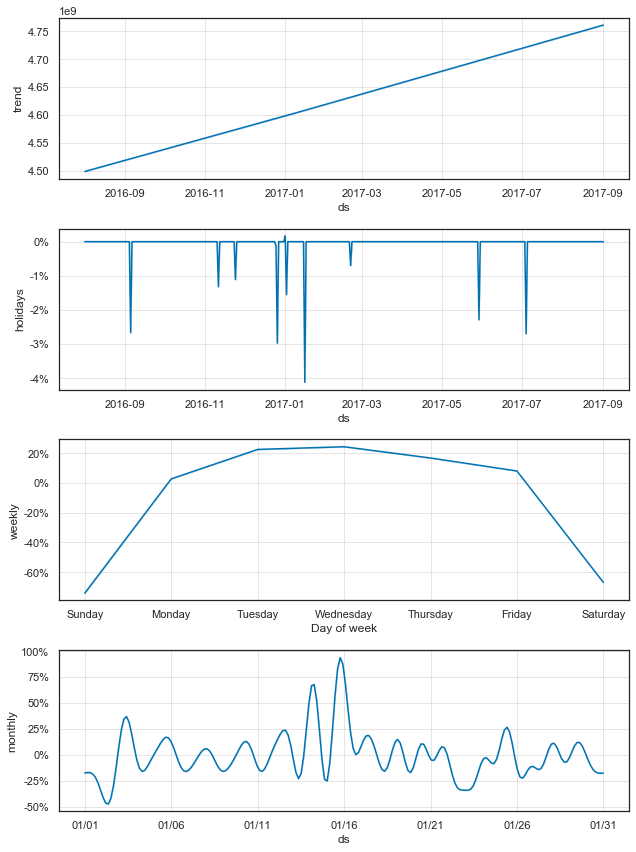 1e9
4.75
4.70
4.65
4.60
4.55
4.50
trend
2016-09 2016-11 2017-01 2017-03 2017-05 2017-07 2017-09
ds
0%
-1%
-2%
-3%
-4%
holidays
2016-09 2016-11 2017-01 2017-03 2017-05 2017-07 2017-09
ds
20%
0%
-20%
-40%
-60%
weekly
Sunday Monday Tuesday Wednesday Thursday Friday Saturday
Day of week
100%
75%
50%
25%
0%
-25%
-50%
monthly
01/01 01/06 01/11 01/16 01/21 01/26 01/31
ds